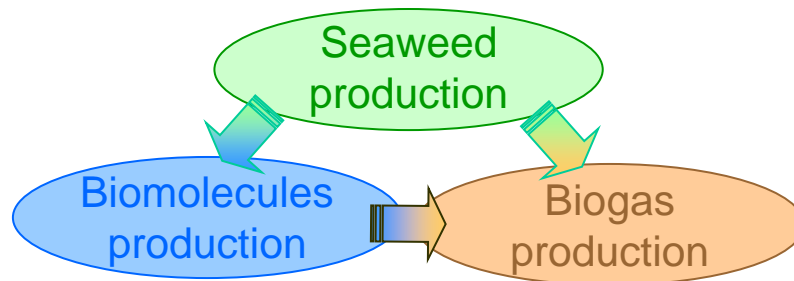 Seaweed
production
Biomolecules
production
Biogas
production